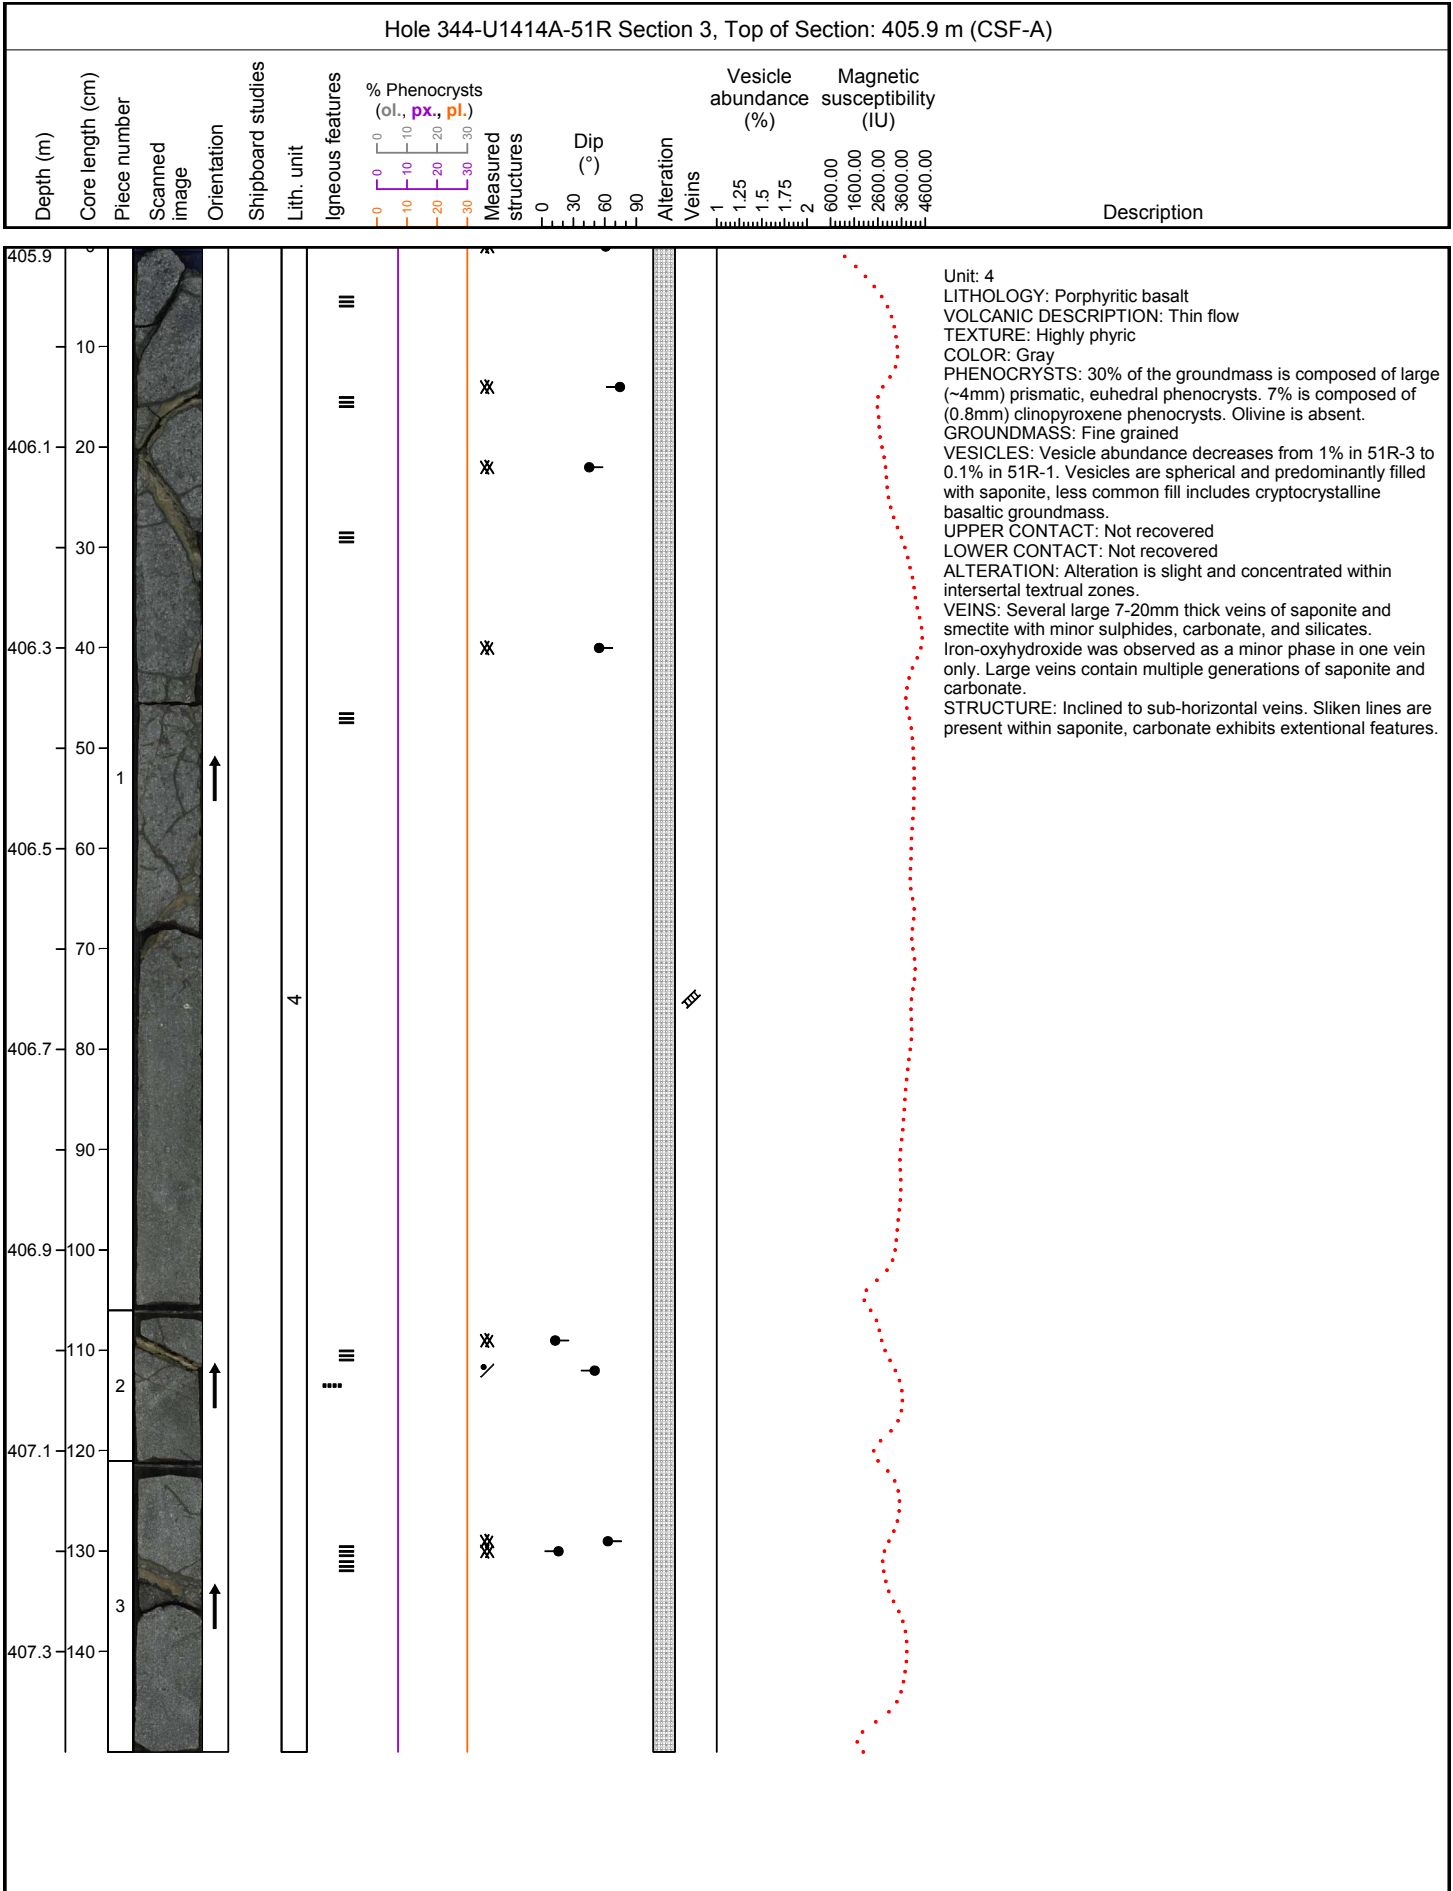 Hole 344-U1414A-51R Section 3, Top of Section: 405.9 m (CSF-A)
Depth (m)
Core length (cm)
Piece number
Scanned
image
Orientation
Shipboard studies
Lith. unit
Igneous features
% Phenocrysts
(ol., px., pl.)
0 10 20 30
0 10 20 30
0 10 20 30
Measured
structures
Dip
(°)
0 30 60 90
Alteration
Veins
Vesicle
abundance
(%)
1 1.25 1.5 1.75 2
Magnetic
susceptibility
(IU)
600.00 1600.00 2600.00 3600.00 4600.00
Description
405.9
10
406.1 20
30
406.3 40
50
1
406.5 60
70
4
406.7 80
90
406.9 100
110
2
407.1 120
130
3
407.3 140
Unit: 4
LITHOLOGY: Porphyritic basalt
VOLCANIC DESCRIPTION: Thin flow
TEXTURE: Highly phyric
COLOR: Gray
PHENOCRYSTS: 30% of the groundmass is composed of large
(~4mm) prismatic, euhedral phenocrysts. 7% is composed of
(0.8mm) clinopyroxene phenocrysts. Olivine is absent.
GROUNDMASS: Fine grained
VESICLES: Vesicle abundance decreases from 1% in 51R-3 to
0.1% in 51R-1. Vesicles are spherical and predominantly filled
with saponite, less common fill includes cryptocrystalline
basaltic groundmass.
UPPER CONTACT: Not recovered
LOWER CONTACT: Not recovered
ALTERATION: Alteration is slight and concentrated within
intersertal textrual zones.
VEINS: Several large 7-20mm thick veins of saponite and
smectite with minor sulphides, carbonate, and silicates.
Iron-oxyhydroxide was observed as a minor phase in one vein
only. Large veins contain multiple generations of saponite and
carbonate.
STRUCTURE: Inclined to sub-horizontal veins. Sliken lines are
present within saponite, carbonate exhibits extentional features.